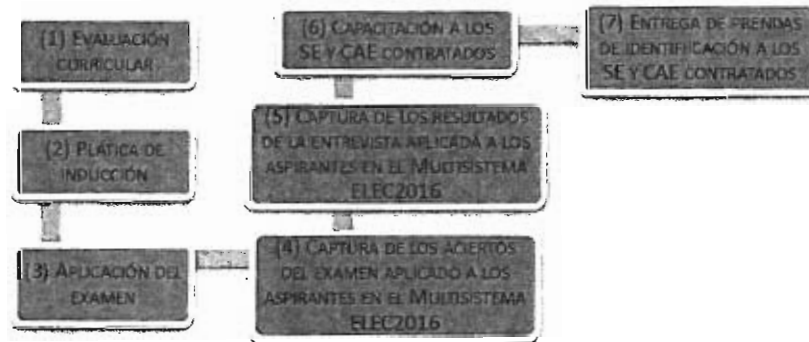 (1) EVALUACIÓN
CURRICULAR
(2) PLÁTICA DE
INDUCCIÓN
(3) APLICACIÓN DEL
EXAMEN
(4) CAPTURA DE LOS ACIERTOS
DEL EXAMEN APLICADO A LOS
ASPIRANTES EN EL MULTISISTEMA
ELEC2016
(5) CAPTURA DE LOS RESULTADOS
DE LA ENTREVISTA APLICADA A LOS
ASPIRANTES EN EL MULTISISTEMA
ELEC2016
(6) CAPACITACIÓN A LOS
SE Y CAE CONTRATADOS
(7) ENTREGA DE PRENDAS
DE IDENTIFICACIÓN A LOS
SE Y CAE CONTRATADOS